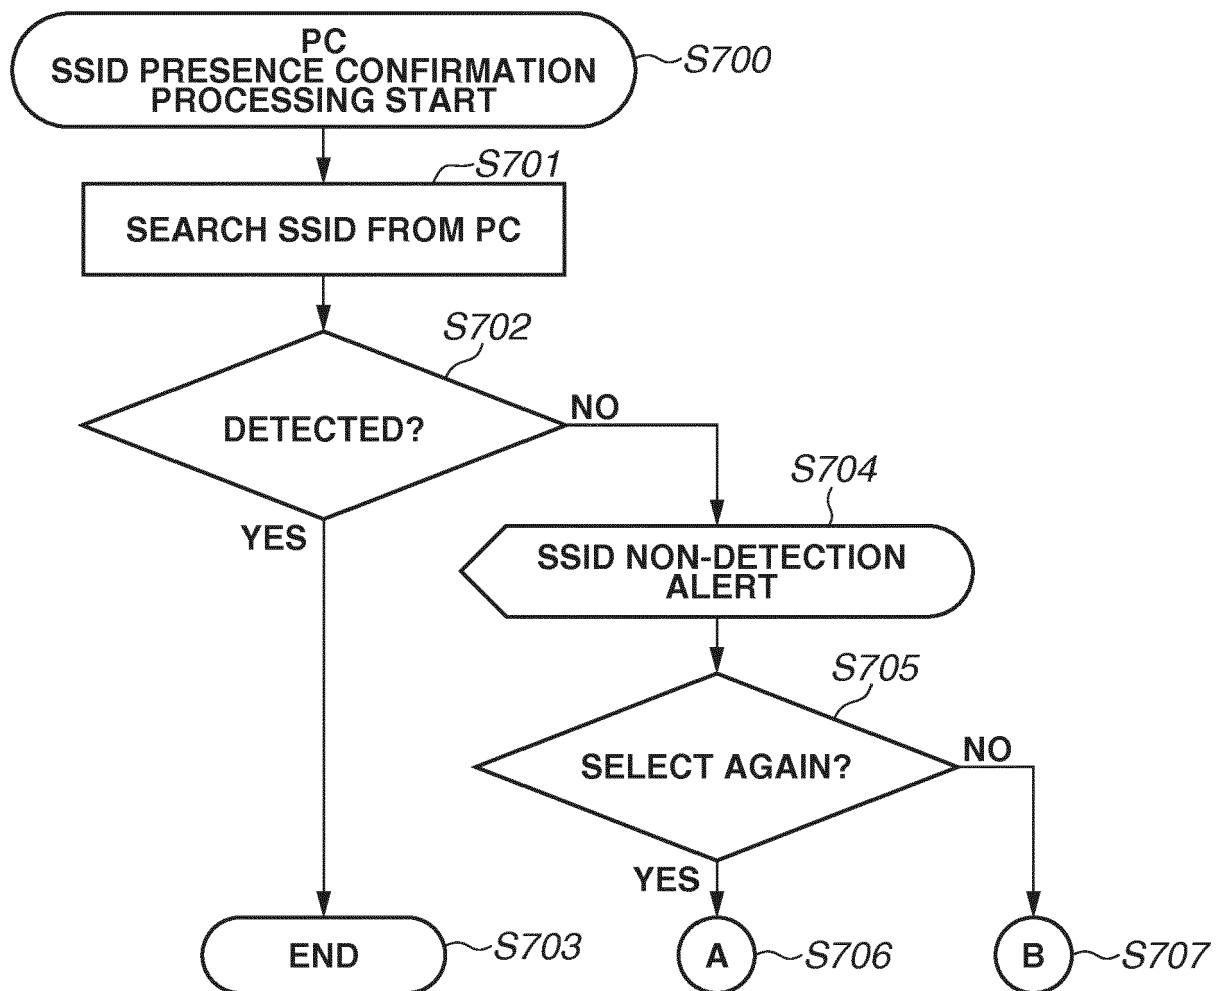 PC
SSID PRESENCE CONFIRMATION
PROCESSING START
S700
S701
SEARCH SSID FROM PC
S702
DETECTED?
NO
YES
S704
SSID NON-DETECTION
ALERT
S705
SELECT AGAIN?
NO
YES
END
S703
A
S706
B
S707